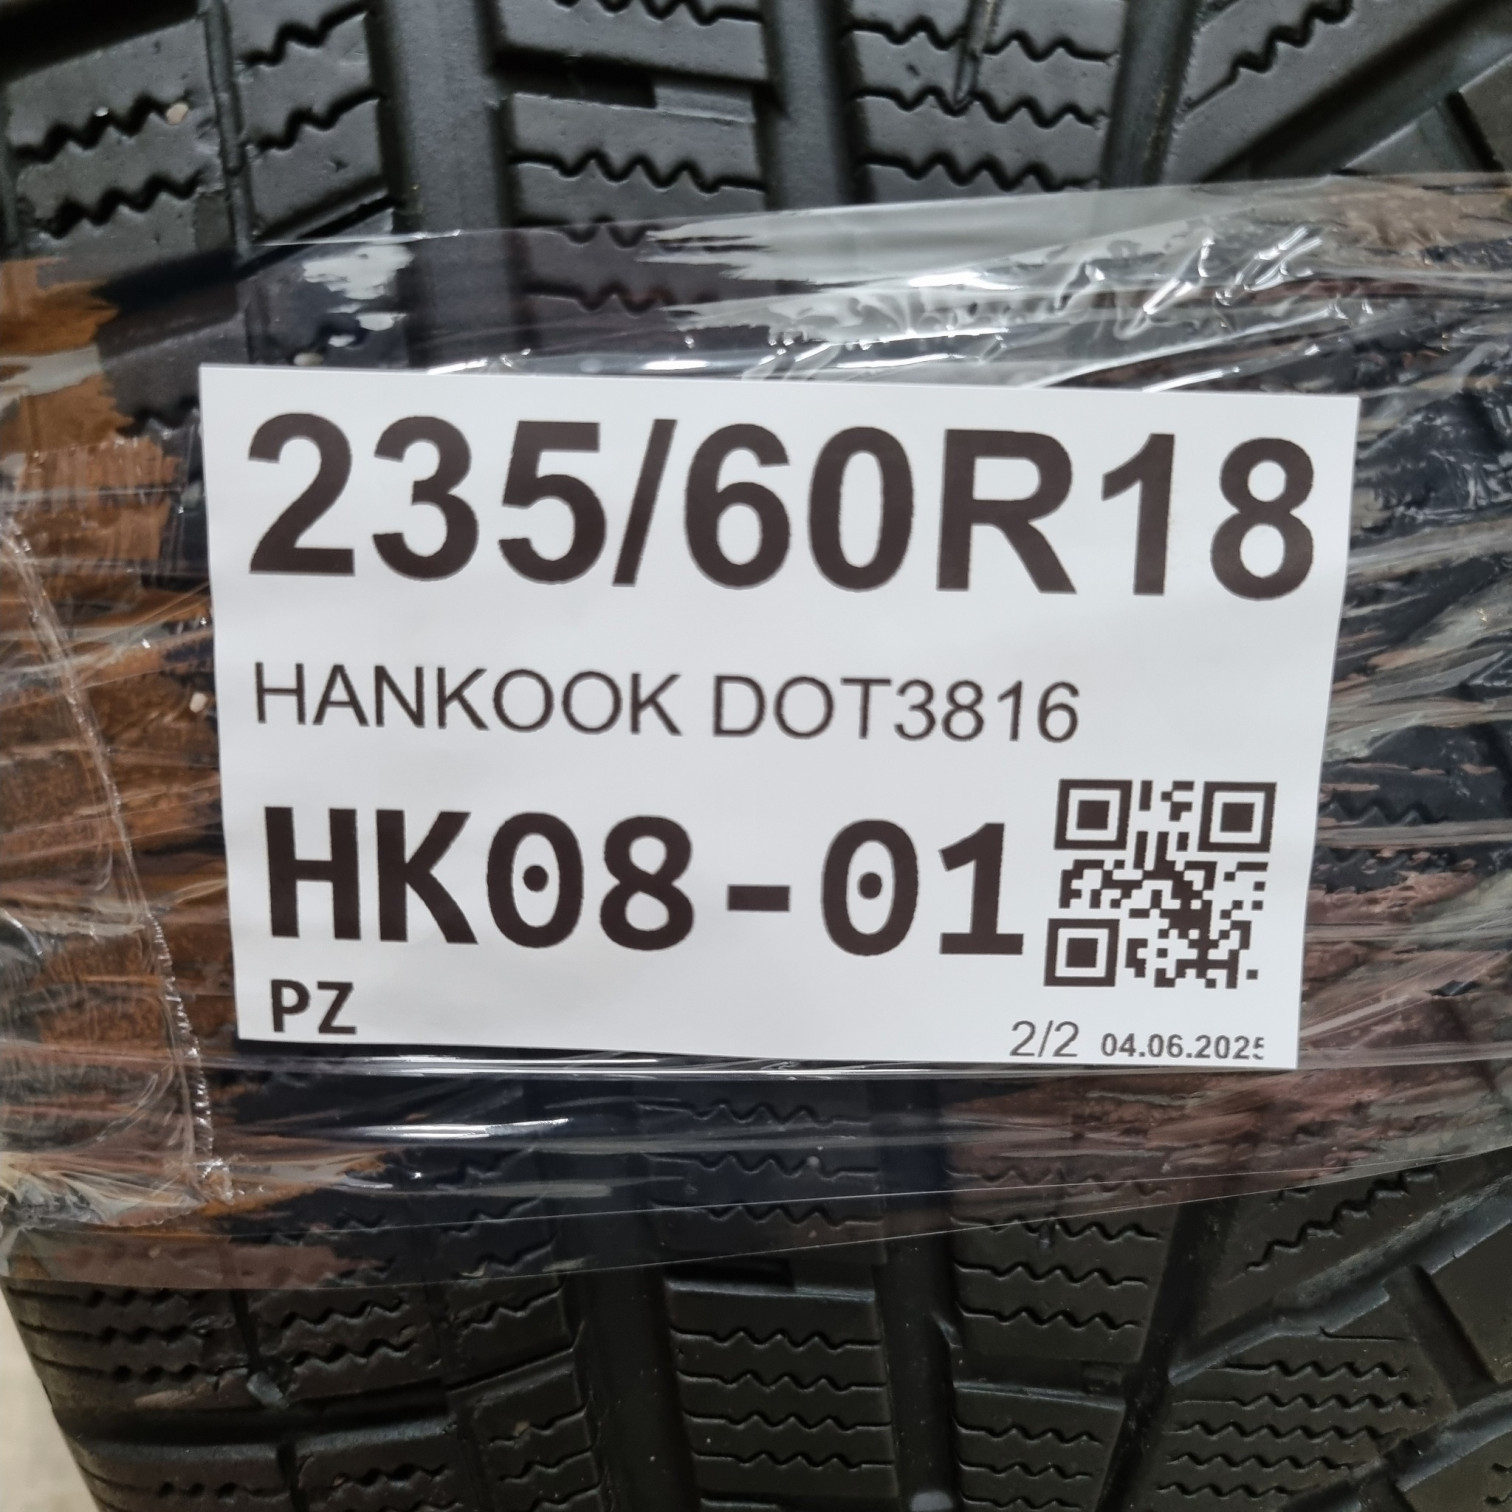 235/60R18
HANKOOK DOT3816
HK08-01
PZ
2/2 04.06.2025